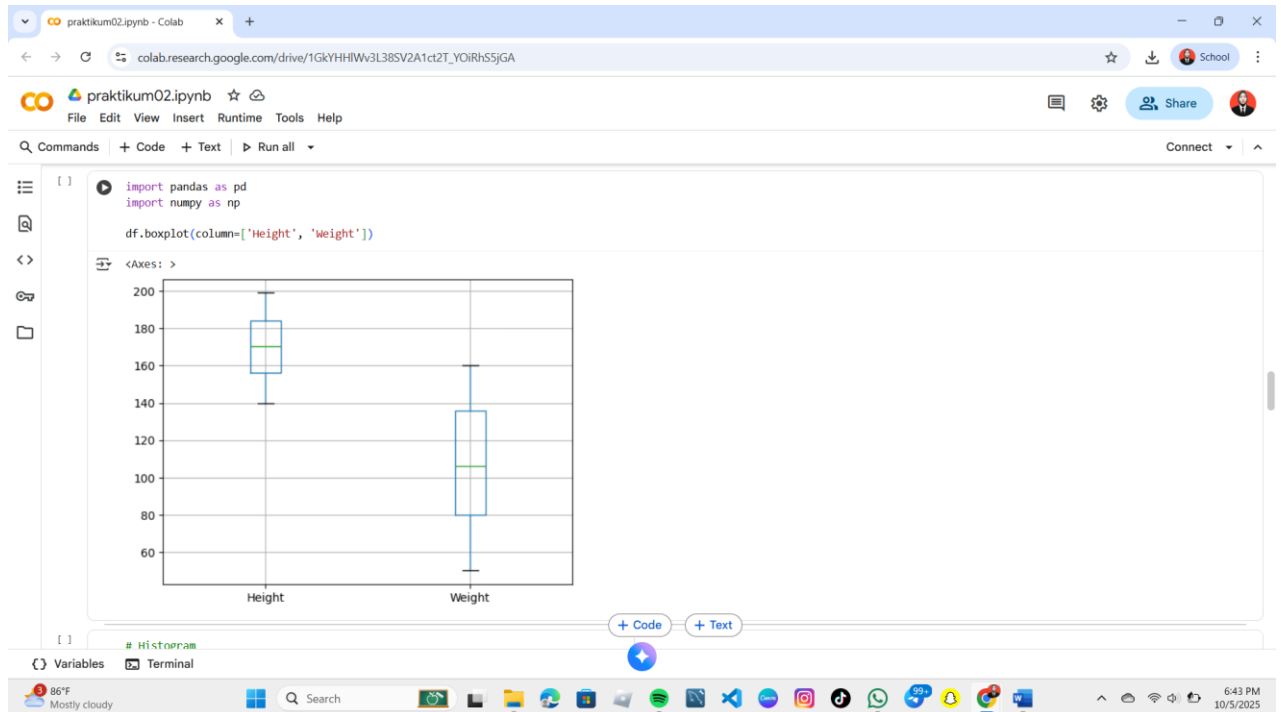 praktikum02.ipynb - Colab
colab.research.google.com/drive/1GkYHHlWv3L38SV2A1ct2T_YOiRhS5jGA
School
praktikum02.ipynb
File Edit View Insert Runtime Tools Help
Share
Commands + Code + Text Run all
Connect
[ ]
import pandas as pd
import numpy as np
df.boxplot(column=['Height', 'Weight'])
<Axes: >
200
180
160
140
120
100
80
60
Height Weight
+ Code + Text
[ ]
# Histogram
Variables Terminal
3
86°F
Mostly cloudy
Search
99+
6:43 PM
10/5/2025